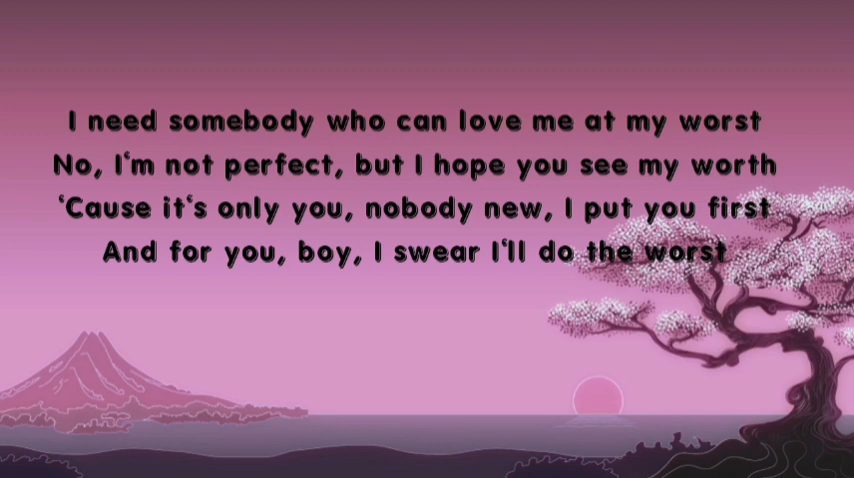 I need somebody who can love me at my worst
No, I'm not perfect, but I hope you see my worth
'Cause it's only you, nobody new, I put you first
And for you, boy, I swear I'll do the worst